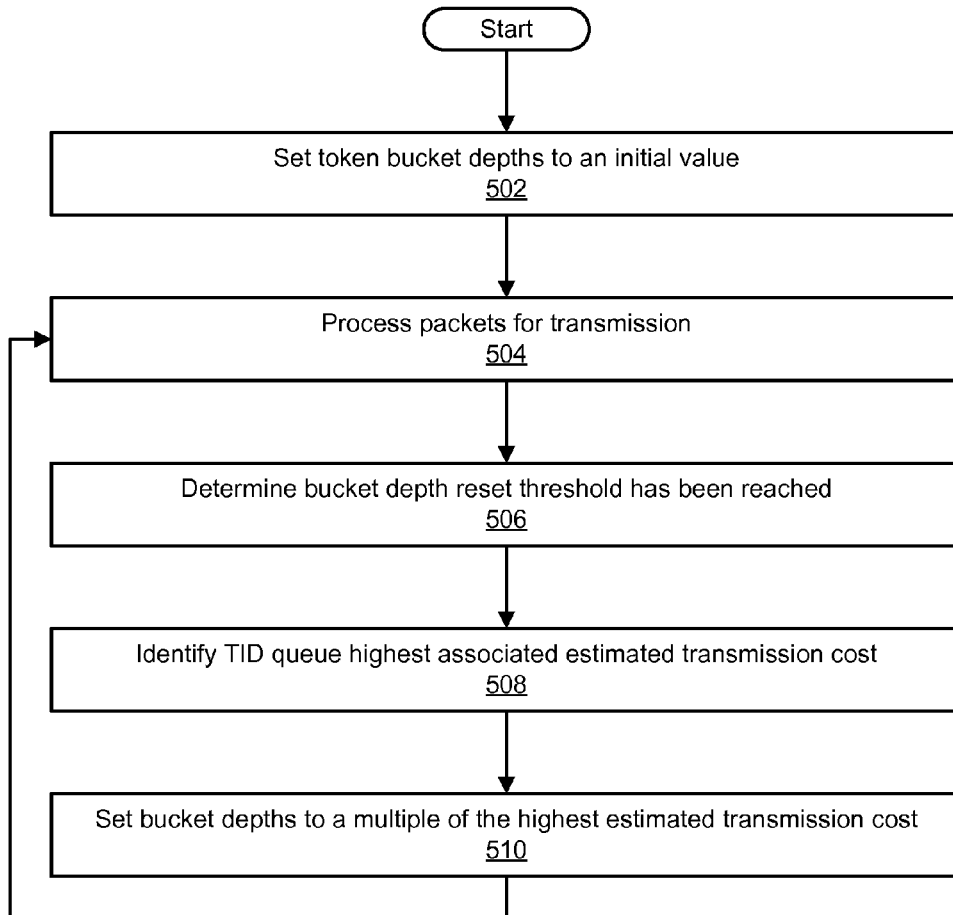 Start
Set token bucket depths to an initial value
502
Process packets for transmission
504
Determine bucket depth reset threshold has been reached
506
Identify TID queue highest associated estimated transmission cost
508
Set bucket depths to a multiple of the highest estimated transmission cost
510